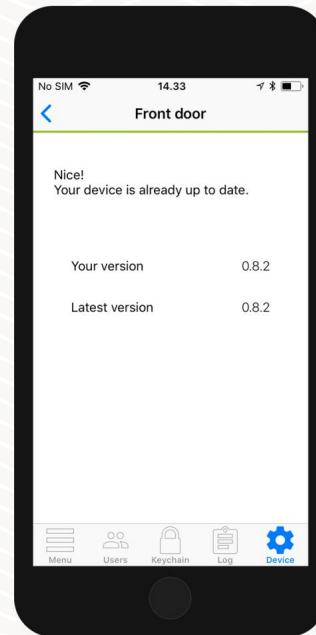 No SIM 14.33
Front door
Nice!
Your device is already up to date.
Your version 0.8.2
Latest version 0.8.2
Menu Users Keychain Log Device